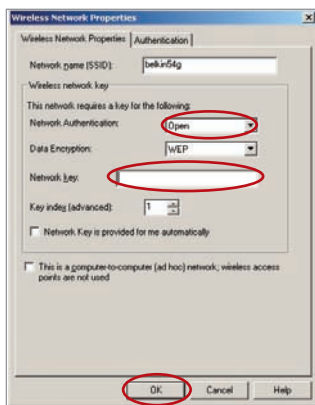 Wireless Network Properties
Wireless Network Properties
Authentication
Network name (SSID):
belkin54g
Wireless network key
This network requires a key for the following:
Network Authentication:
Open
Data Encryption:
WEP
Network key:
Key index (advanced):
1
Network Key is provided for me automatically
This is a computer-to-computer (ad hoc) network; wireless access
points are not used
OK
Cancel
Help